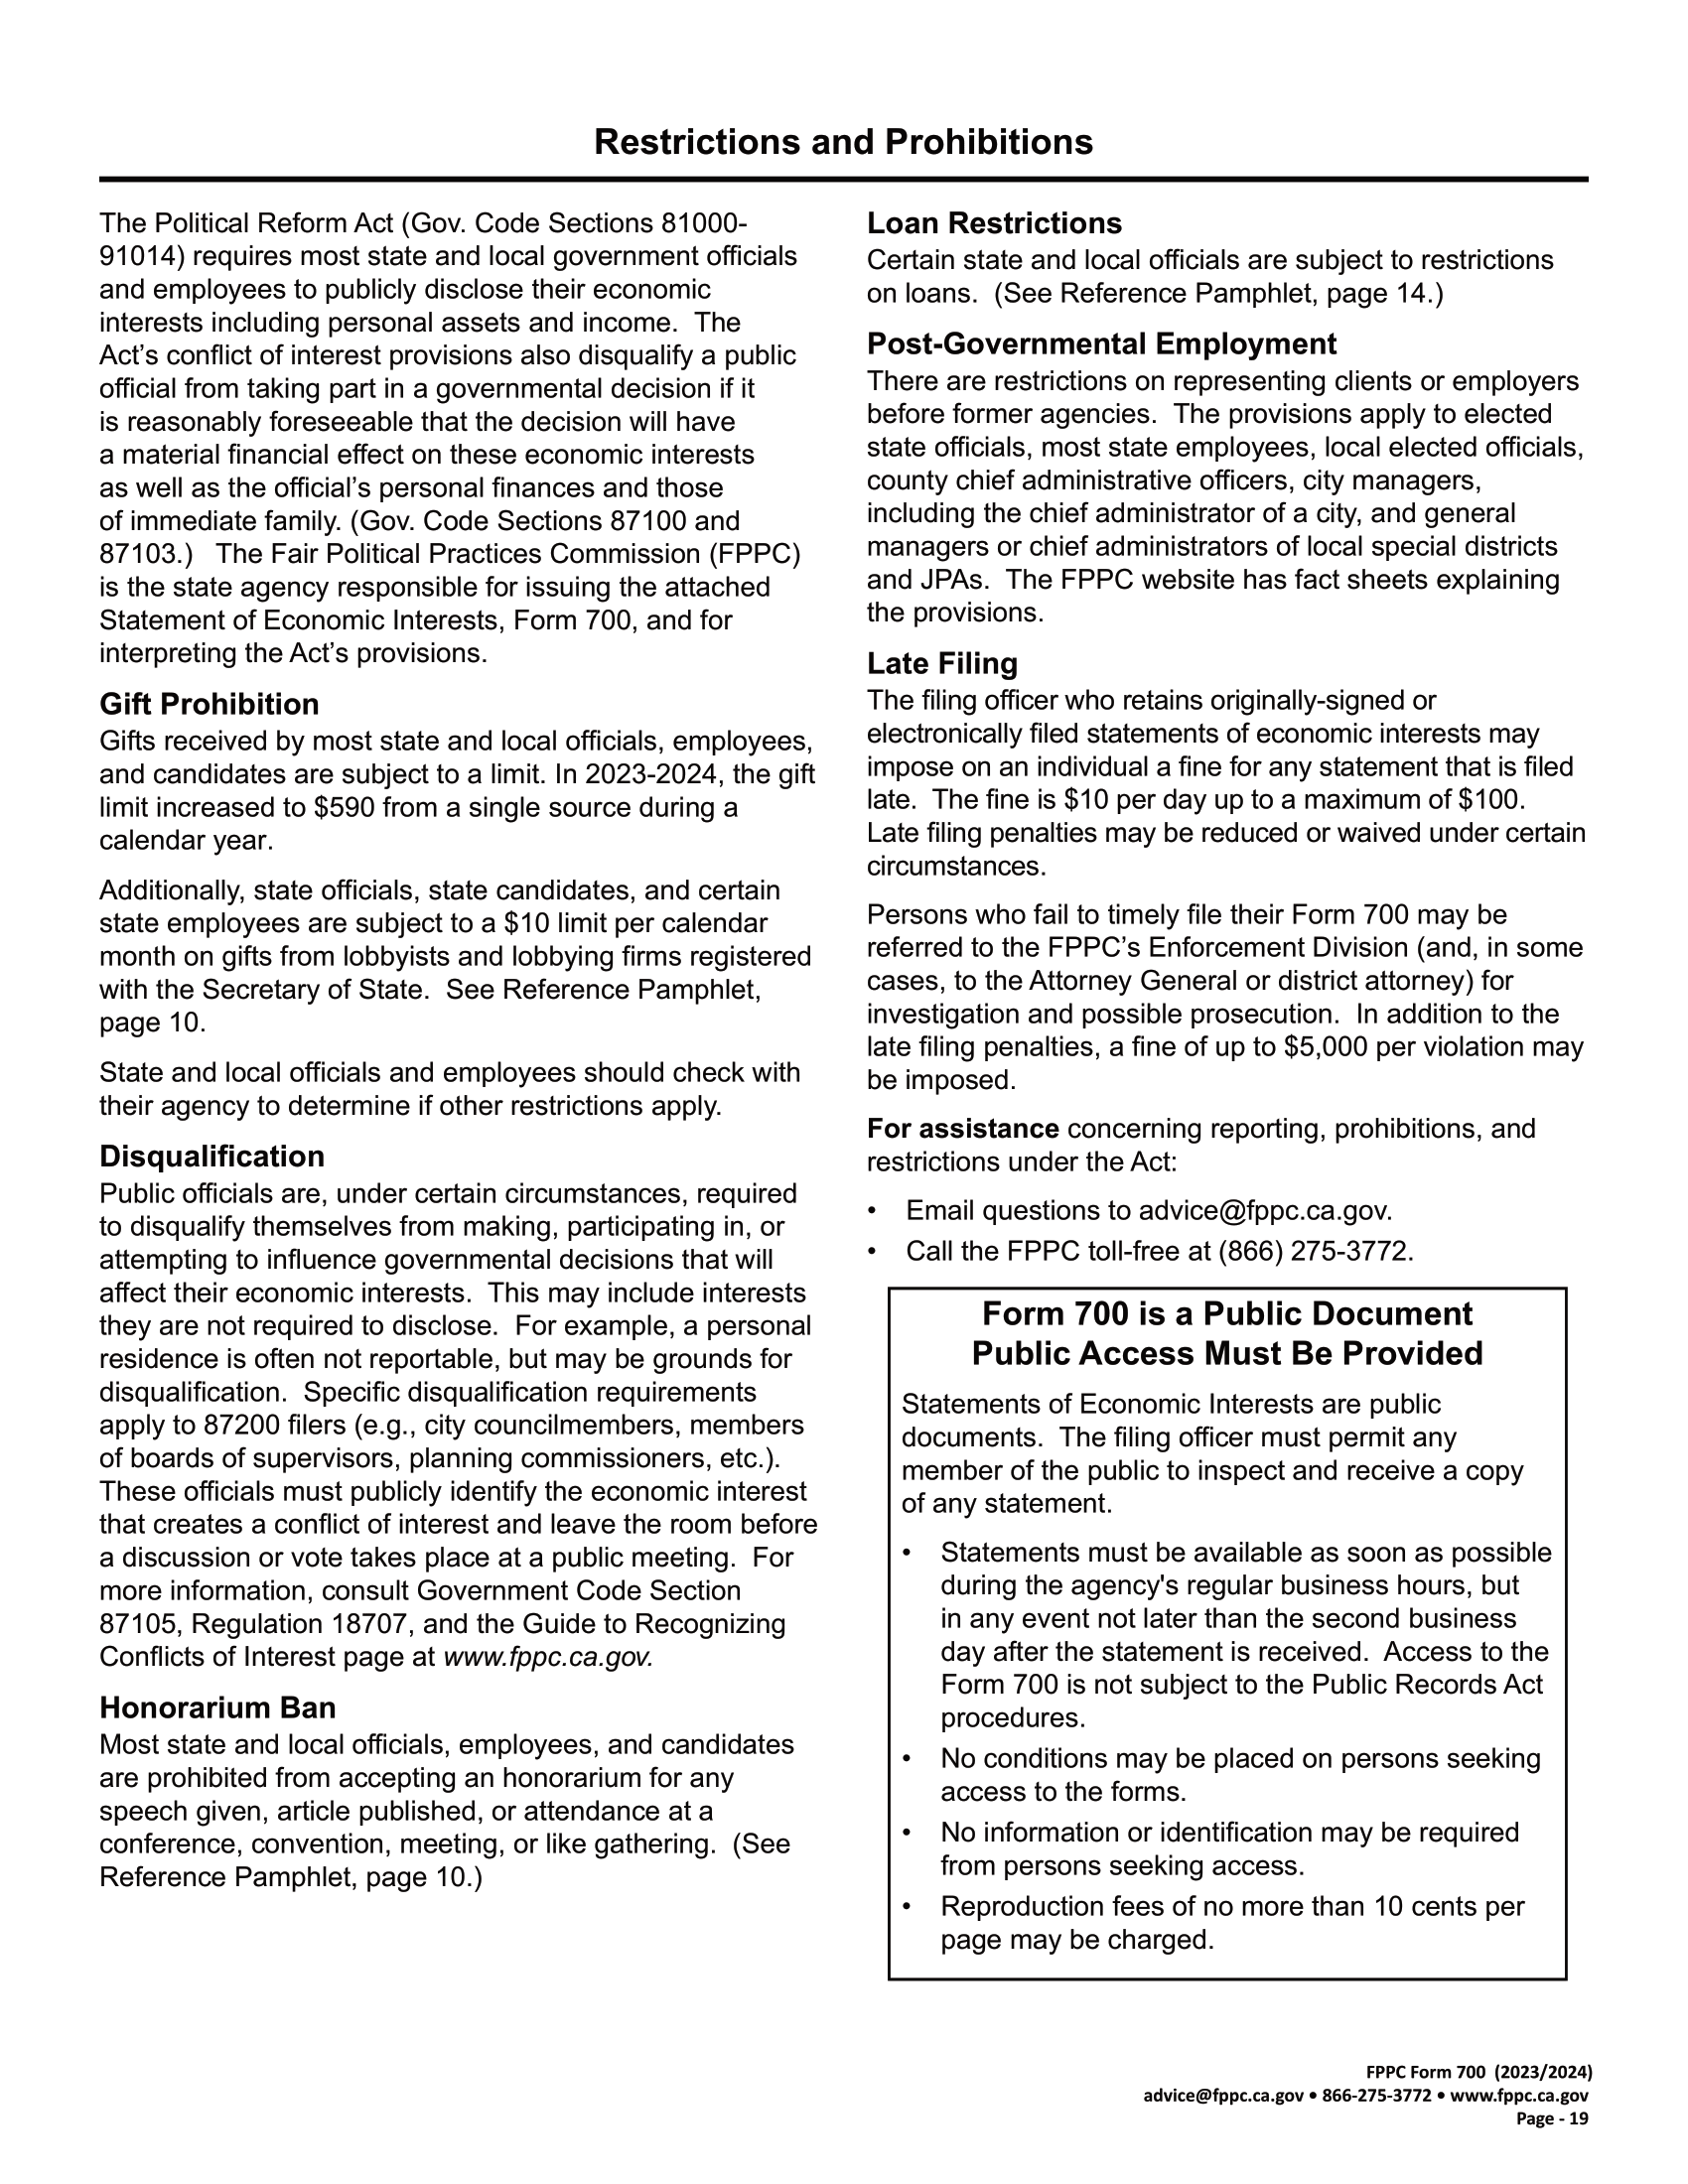 Restrictions and Prohibitions
The Political Reform Act (Gov. Code Sections 81000-
91014) requires most state and local government officials
and employees to publicly disclose their economic
interests including personal assets and income.  The
Act’s conflict of interest provisions also disqualify a public
official from taking part in a governmental decision if it
is reasonably foreseeable that the decision will have
a material financial effect on these economic interests
as well as the official’s personal finances and those
of immediate family. (Gov. Code Sections 87100 and
87103.)   The Fair Political Practices Commission (FPPC)
is the state agency responsible for issuing the attached
Statement of Economic Interests, Form 700, and for
interpreting the Act’s provisions.
Gift Prohibition
Gifts received by most state and local officials, employees,
and candidates are subject to a limit. In 2023-2024, the gift
limit increased to $590 from a single source during a
calendar year.
Additionally, state officials, state candidates, and certain
state employees are subject to a $10 limit per calendar
month on gifts from lobbyists and lobbying firms registered
with the Secretary of State.  See Reference Pamphlet,
page 10.
State and local officials and employees should check with
their agency to determine if other restrictions apply.
Disqualification
Public officials are, under certain circumstances, required
to disqualify themselves from making, participating in, or
attempting to influence governmental decisions that will
affect their economic interests.  This may include interests
they are not required to disclose.  For example, a personal
residence is often not reportable, but may be grounds for
disqualification.  Specific disqualification requirements
apply to 87200 filers (e.g., city councilmembers, members
of boards of supervisors, planning commissioners, etc.).
These officials must publicly identify the economic interest
that creates a conflict of interest and leave the room before
a discussion or vote takes place at a public meeting.  For
more information, consult Government Code Section
87105, Regulation 18707, and the Guide to Recognizing
Conflicts of Interest page at www.fppc.ca.gov.
Honorarium Ban
Most state and local officials, employees, and candidates
are prohibited from accepting an honorarium for any
speech given, article published, or attendance at a
conference, convention, meeting, or like gathering.  (See
Reference Pamphlet, page 10.)
Loan Restrictions
Certain state and local officials are subject to restrictions
on loans.  (See Reference Pamphlet, page 14.)
Post-Governmental Employment
There are restrictions on representing clients or employers
before former agencies.  The provisions apply to elected
state officials, most state employees, local elected officials,
county chief administrative officers, city managers,
including the chief administrator of a city, and general
managers or chief administrators of local special districts
and JPAs.  The FPPC website has fact sheets explaining
the provisions.
Late Filing
The filing officer who retains originally-signed or
electronically filed statements of economic interests may
impose on an individual a fine for any statement that is filed
late.  The fine is $10 per day up to a maximum of $100.
Late filing penalties may be reduced or waived under certain
circumstances.
Persons who fail to timely file their Form 700 may be
referred to the FPPC’s Enforcement Division (and, in some
cases, to the Attorney General or district attorney) for
investigation and possible prosecution.  In addition to the
late filing penalties, a fine of up to $5,000 per violation may
be imposed.
For assistance concerning reporting, prohibitions, and
restrictions under the Act:
• Email questions to advice@fppc.ca.gov.
• Call the FPPC toll-free at (866) 275-3772.
Form 700 is a Public Document
Public Access Must Be Provided
Statements of Economic Interests are public
documents.  The filing officer must permit any
member of the public to inspect and receive a copy
of any statement.
• Statements must be available as soon as possible
during the agency's regular business hours, but
in any event not later than the second business
day after the statement is received.  Access to the
Form 700 is not subject to the Public Records Act
procedures.
• No conditions may be placed on persons seeking
access to the forms.
• No information or identification may be required
from persons seeking access.
• Reproduction fees of no more than 10 cents per
page may be charged.
FPPC Form 700  (2023/2024)
advice@fppc.ca.gov • 866-275-3772 • www.fppc.ca.gov
Page - 19